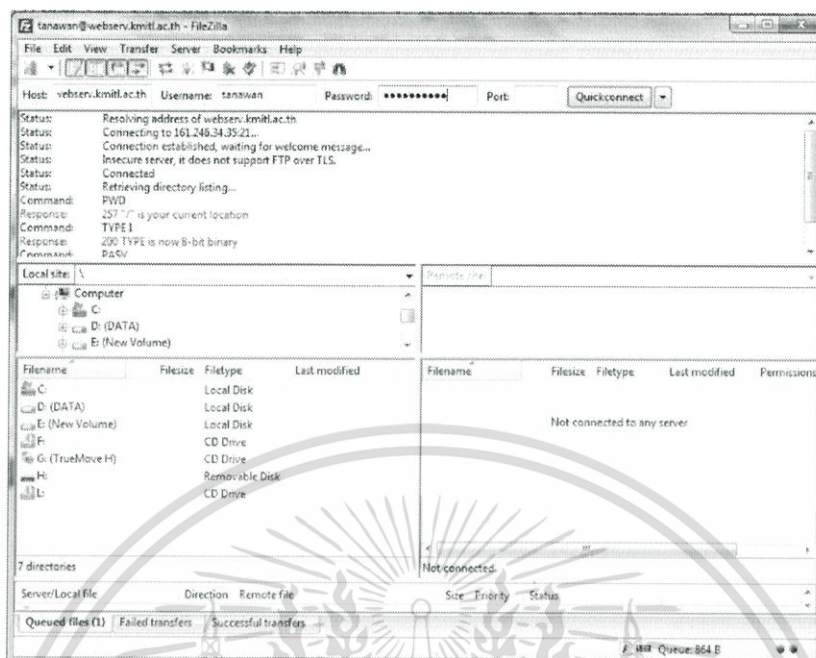 tanawan@webserv.kmitl.ac.th - FileZilla
File Edit View Transfer Server Bookmarks Help
Host: vebserv.kmitl.ac.th Username: tanawan Password: •••••••••• Port: Quickconnect
Status: Resolving address of webserv.kmitl.ac.th
Status: Connecting to 161.246.34.35:21...
Status: Connection established, waiting for welcome message...
Status: Insecure server, it does not support FTP over TLS.
Status: Connected
Status: Retrieving directory listing...
Command: PWD
Response: 257 "/" is your current location
Command: TYPE I
Response: 200 TYPE is now 8-bit binary
Command: PASV
Local site: \
Remote site:
Computer
C:
D: (DATA)
E: (New Volume)
Filename Filesize Filetype Last modified
C: Local Disk
D: (DATA) Local Disk
E: (New Volume) Local Disk
F: CD Drive
G: (TrueMove H) CD Drive
H: Removable Disk
L: CD Drive
7 directories
Filename Filesize Filetype Last modified Permissions
Not connected to any server
Not connected.
Server/Local file Direction Remote file Size Priority Status
Queued files (1) Failed transfers Successful transfers
Queue: 864 B